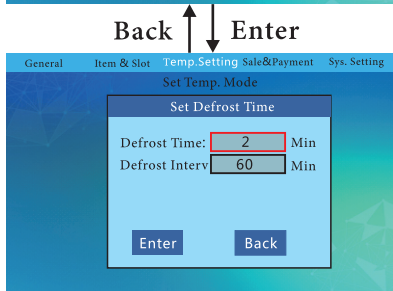 Back Enter
General Item & Slot Temp.Setting Sale&Payment Sys. Setting
Set Temp. Mode
Set Defrost Time
Defrost Time: 2 Min
Defrost Interv 60 Min
Enter Back